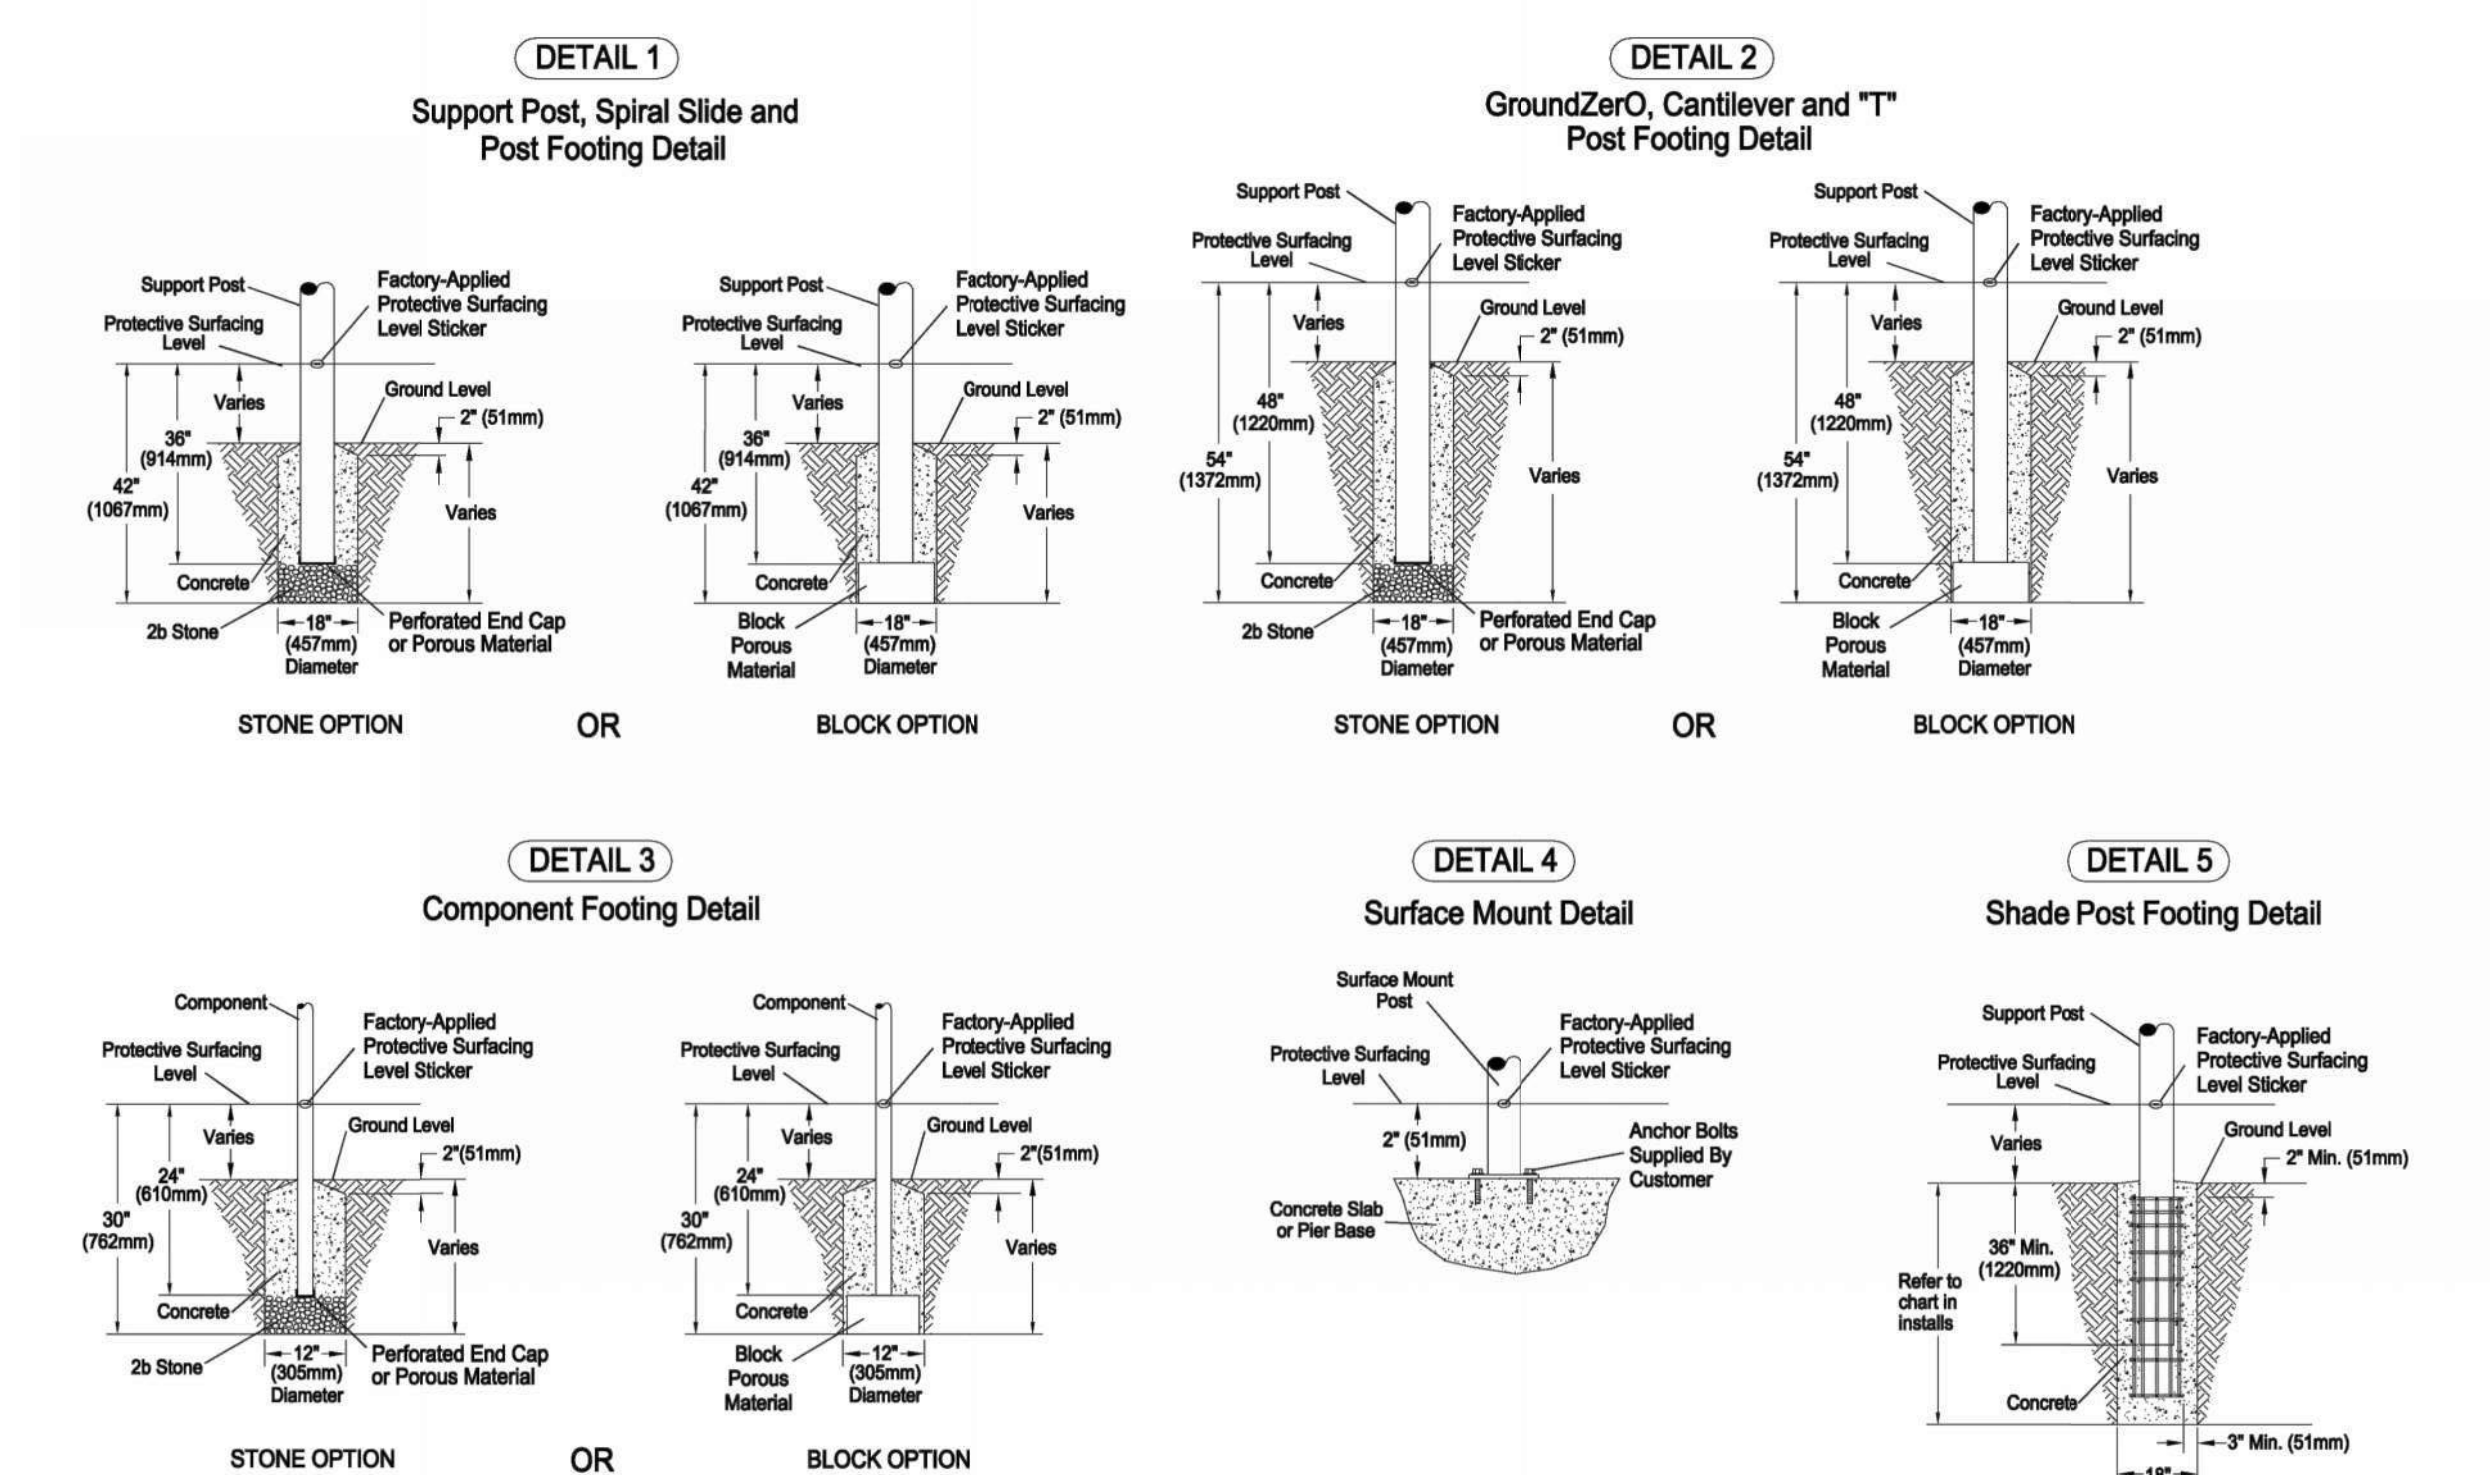 DETAIL 1
Support Post, Spiral Slide and
Post Footing Detail
Support Post
Factory-Applied
Protective Surfacing
Level Sticker
Protective Surfacing
Level
Ground Level
Varies
2" (51mm)
36"
(914mm)
42"
(1067mm)
Varies
Concrete
2b Stone
18"
(457mm)
Diameter
Perforated End Cap
or Porous Material
STONE OPTION
OR
Support Post
Factory-Applied
Protective Surfacing
Level Sticker
Protective Surfacing
Level
Ground Level
Varies
2" (51mm)
36"
(914mm)
42"
(1067mm)
Varies
Concrete
Block
Porous
Material
18"
(457mm)
Diameter
BLOCK OPTION
DETAIL 2
GroundZerO, Cantilever and "T"
Post Footing Detail
Support Post
Factory-Applied
Protective Surfacing
Level Sticker
Protective Surfacing
Level
Ground Level
Varies
2" (51mm)
48"
(1220mm)
54"
(1372mm)
Varies
Concrete
2b Stone
18"
(457mm)
Diameter
Perforated End Cap
or Porous Material
STONE OPTION
OR
Support Post
Factory-Applied
Protective Surfacing
Level Sticker
Protective Surfacing
Level
Ground Level
Varies
2" (51mm)
48"
(1220mm)
54"
(1372mm)
Varies
Concrete
Block
Porous
Material
18"
(457mm)
Diameter
BLOCK OPTION
DETAIL 3
Component Footing Detail
Component
Factory-Applied
Protective Surfacing
Level Sticker
Protective Surfacing
Level
Ground Level
Varies
2"(51mm)
24"
(610mm)
30"
(762mm)
Varies
Concrete
2b Stone
12"
(305mm)
Diameter
Perforated End Cap
or Porous Material
STONE OPTION
OR
Component
Factory-Applied
Protective Surfacing
Level Sticker
Protective Surfacing
Level
Ground Level
Varies
2"(51mm)
24"
(610mm)
30"
(762mm)
Varies
Concrete
Block
Porous
Material
12"
(305mm)
Diameter
BLOCK OPTION
DETAIL 4
Surface Mount Detail
Surface Mount
Post
Factory-Applied
Protective Surfacing
Level Sticker
Protective Surfacing
Level
2" (51mm)
Anchor Bolts
Supplied By
Customer
Concrete Slab
or Pier Base
DETAIL 5
Shade Post Footing Detail
Support Post
Factory-Applied
Protective Surfacing
Level Sticker
Protective Surfacing
Level
Ground Level
Varies
2" Min. (51mm)
36" Min.
(1220mm)
Refer to
chart in
installs
Concrete
3" Min. (51mm)
18"